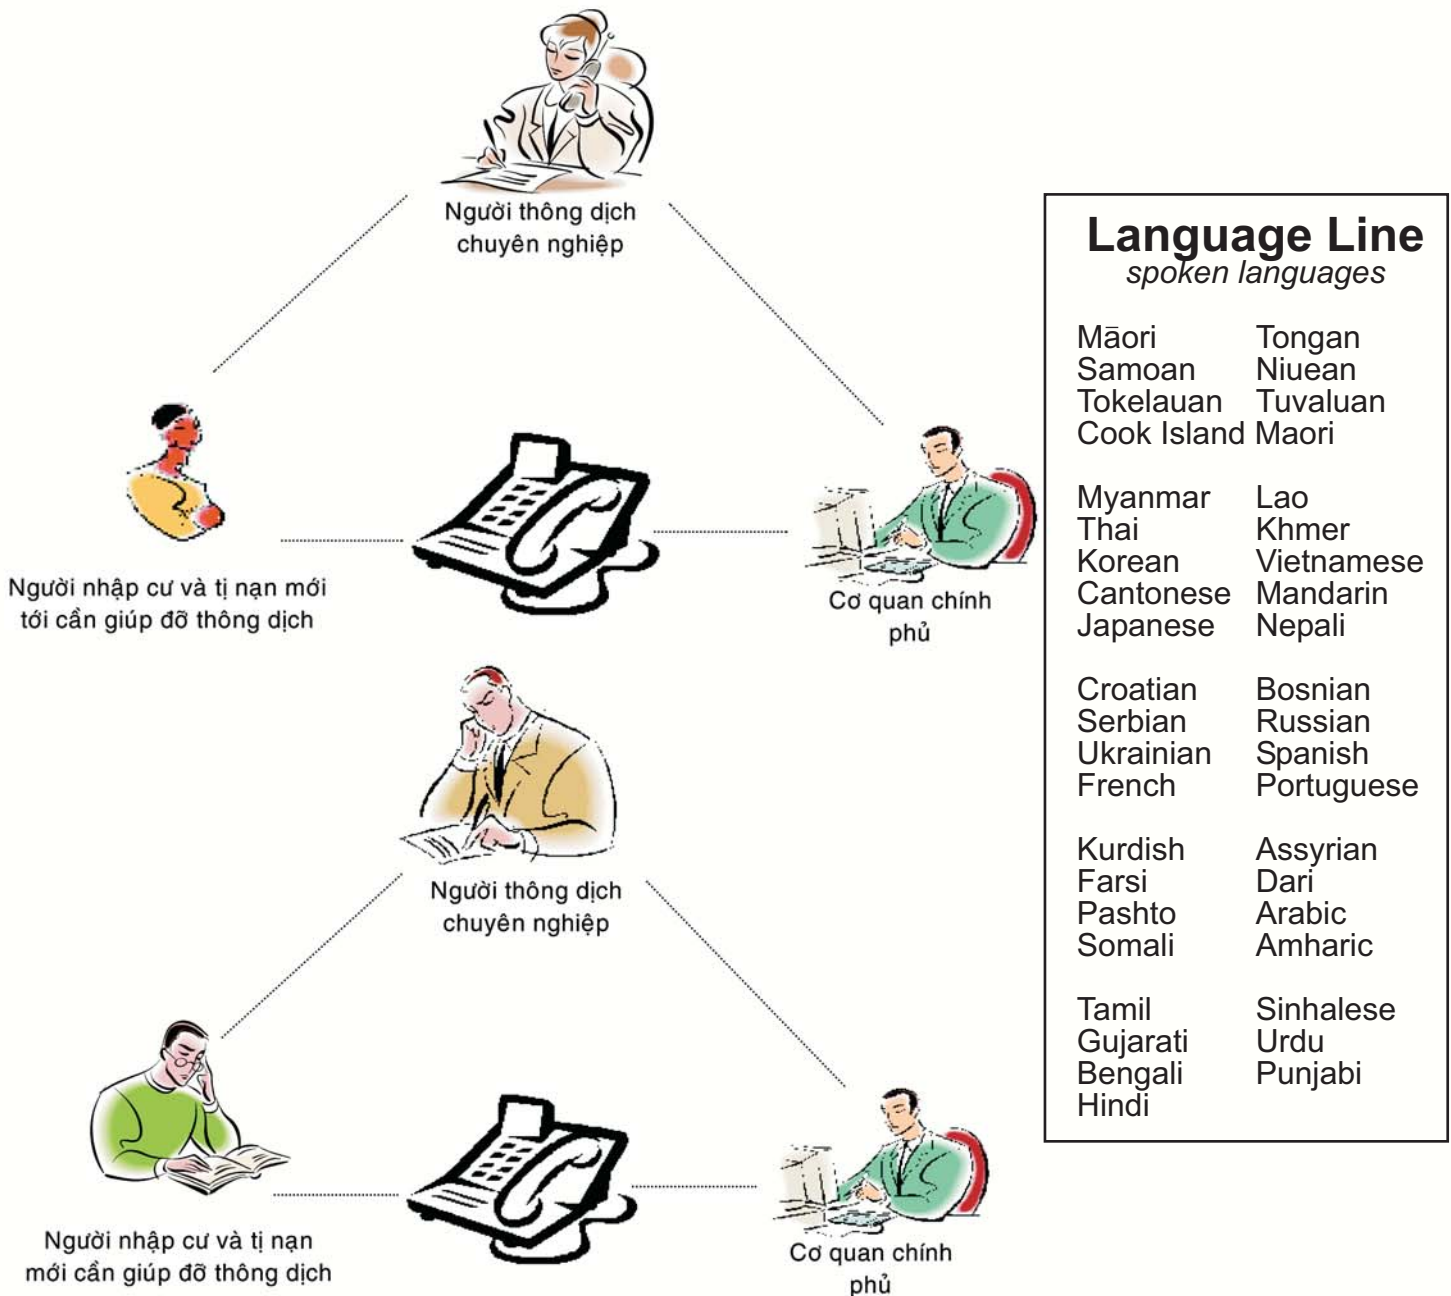 Người thông dịch
chuyên nghiệp
Người nhập cư và tị nạn mới
tới cần giúp đỡ thông dịch
Cơ quan chính
phủ
Người thông dịch
chuyên nghiệp
Người nhập cư và tị nạn
mới cần giúp đỡ thông dịch
Cơ quan chính
phủ
Language Line
spoken languages
Māori Tongan
Samoan Niuean
Tokelauan Tuvaluan
Cook Island Maori
Myanmar Lao
Thai Khmer
Korean Vietnamese
Cantonese Mandarin
Japanese Nepali
Croatian Bosnian
Serbian Russian
Ukrainian Spanish
French Portuguese
Kurdish Assyrian
Farsi Dari
Pashto Arabic
Somali Amharic
Tamil Sinhalese
Gujarati Urdu
Bengali Punjabi
Hindi